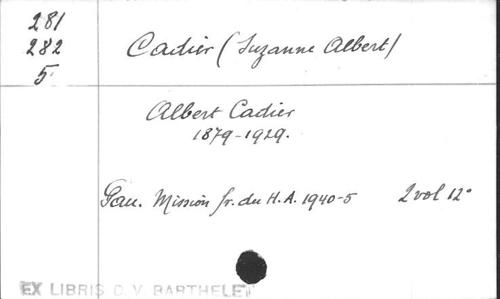 281
282
5
Cadier (Suzanne Albert)
Albert Cadier
1879-1929.
Pau. Mission fr. du H.A. 1940-5 2 vol 12°
EX LIBRIS D. V. BARTHELEI